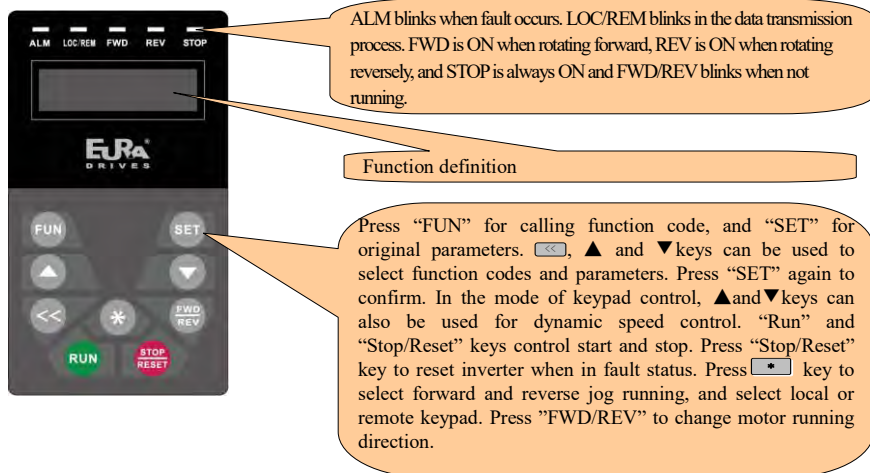 ALM blinks when fault occurs. LOC/REM blinks in the data transmission
process. FWD is ON when rotating forward, REV is ON when rotating
reversely, and STOP is always ON and FWD/REV blinks when not
running.
ALM LOC/REM FWD REV STOP
EURA®
DRIVES
Function definition
FUN SET
▲ ▼
<< * FWD
REV
RUN STOP
RESET
Press “FUN” for calling function code, and “SET” for
original parameters. <<, ▲ and ▼keys can be used to
select function codes and parameters. Press “SET” again to
confirm. In the mode of keypad control, ▲and▼keys can
also be used for dynamic speed control. “Run” and
“Stop/Reset” keys control start and stop. Press “Stop/Reset”
key to reset inverter when in fault status. Press * key to
select forward and reverse jog running, and select local or
remote keypad. Press ”FWD/REV” to change motor running
direction.